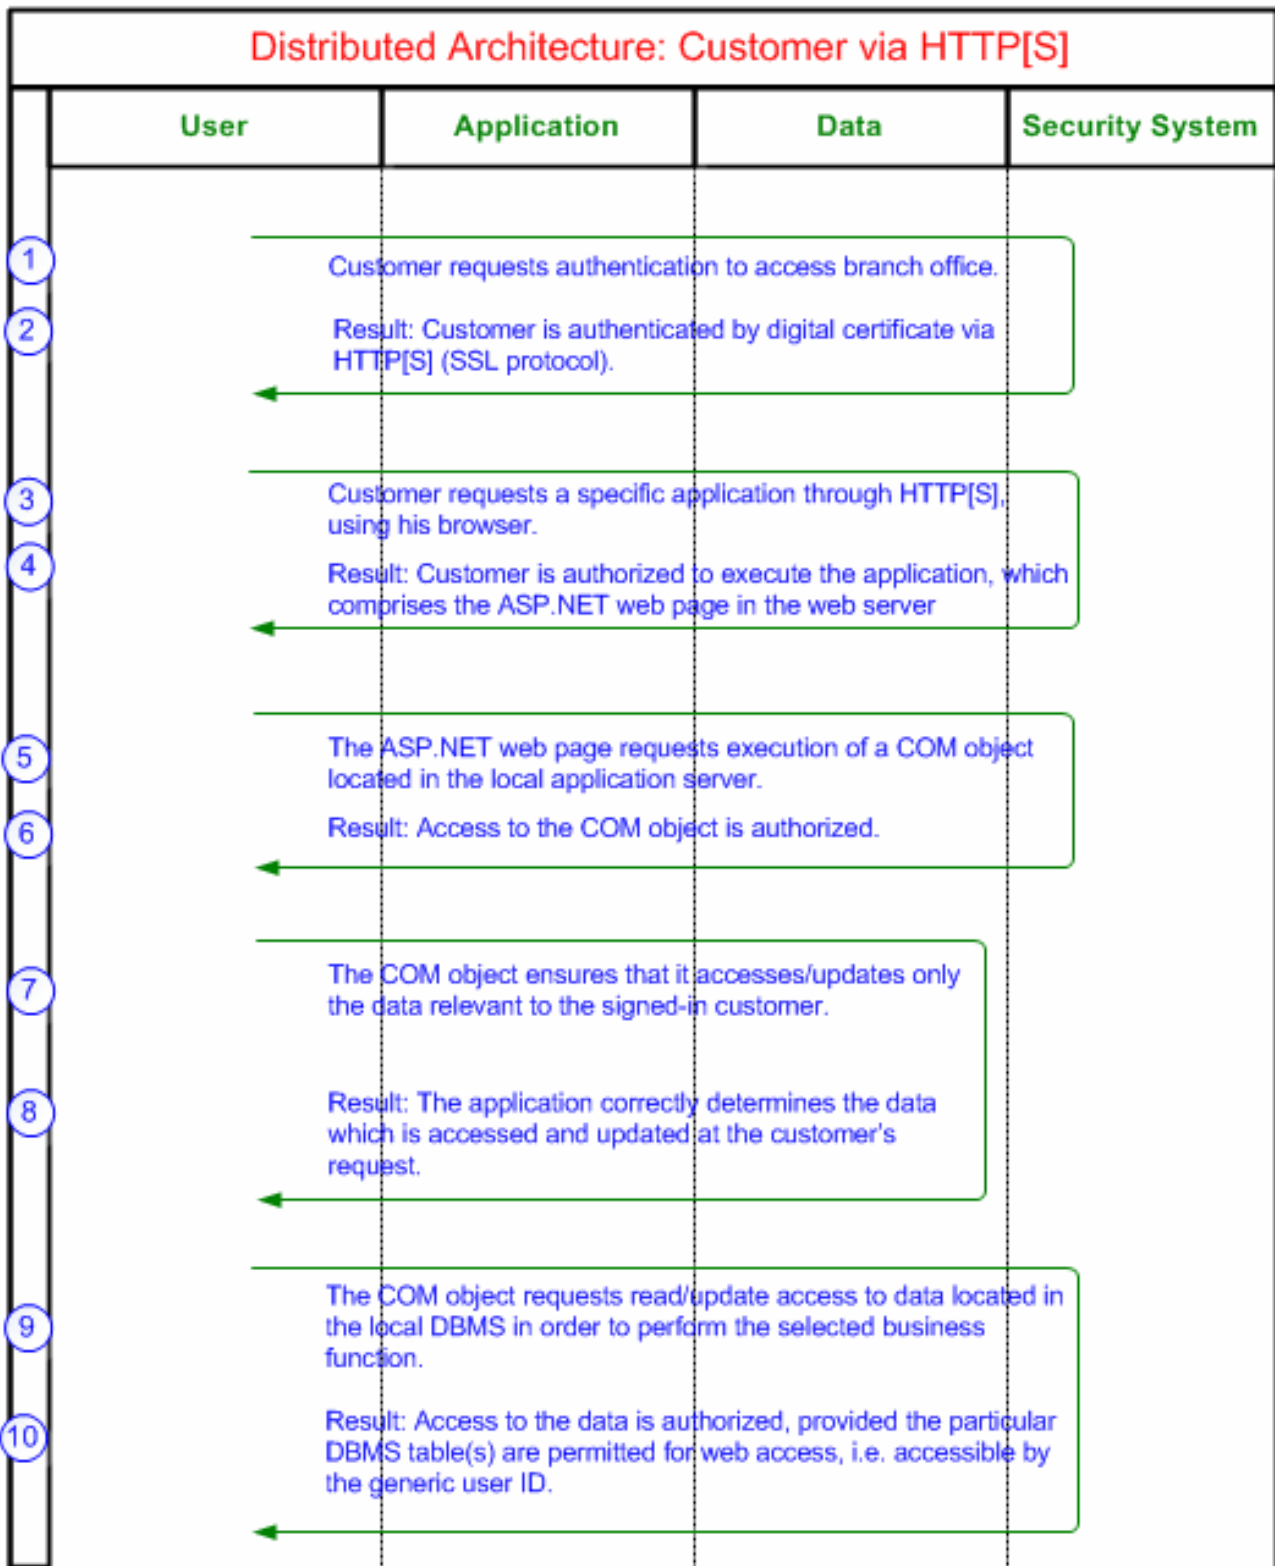 Distributed Architecture: Customer via HTTP[S]
User Application Data Security System
1
Customer requests authentication to access branch office.
2
Result: Customer is authenticated by digital certificate via
HTTP[S] (SSL protocol).
3
Customer requests a specific application through HTTP[S],
using his browser.
4
Result: Customer is authorized to execute the application, which
comprises the ASP.NET web page in the web server
5
The ASP.NET web page requests execution of a COM object
located in the local application server.
6
Result: Access to the COM object is authorized.
7
The COM object ensures that it accesses/updates only
the data relevant to the signed-in customer.
8
Result: The application correctly determines the data
which is accessed and updated at the customer's
request.
9
The COM object requests read/update access to data located in
the local DBMS in order to perform the selected business
function.
10
Result: Access to the data is authorized, provided the particular
DBMS table(s) are permitted for web access, i.e. accessible by
the generic user ID.